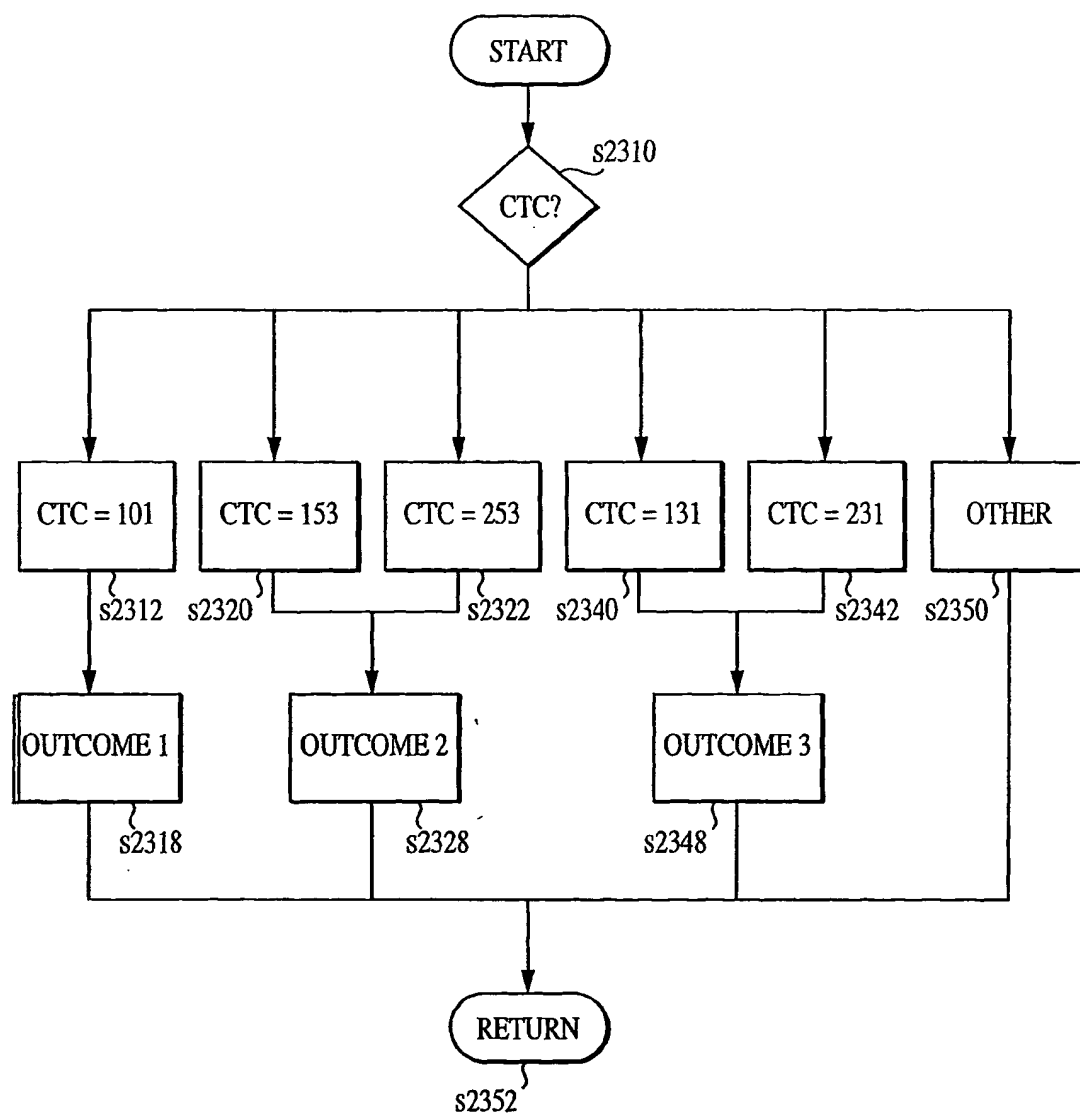 START
s2310
CTC?
CTC = 101
CTC = 153
CTC = 253
CTC = 131
CTC = 231
OTHER
s2312
s2320
s2322
s2340
s2342
s2350
OUTCOME 1
OUTCOME 2
OUTCOME 3
s2318
s2328
s2348
RETURN
s2352